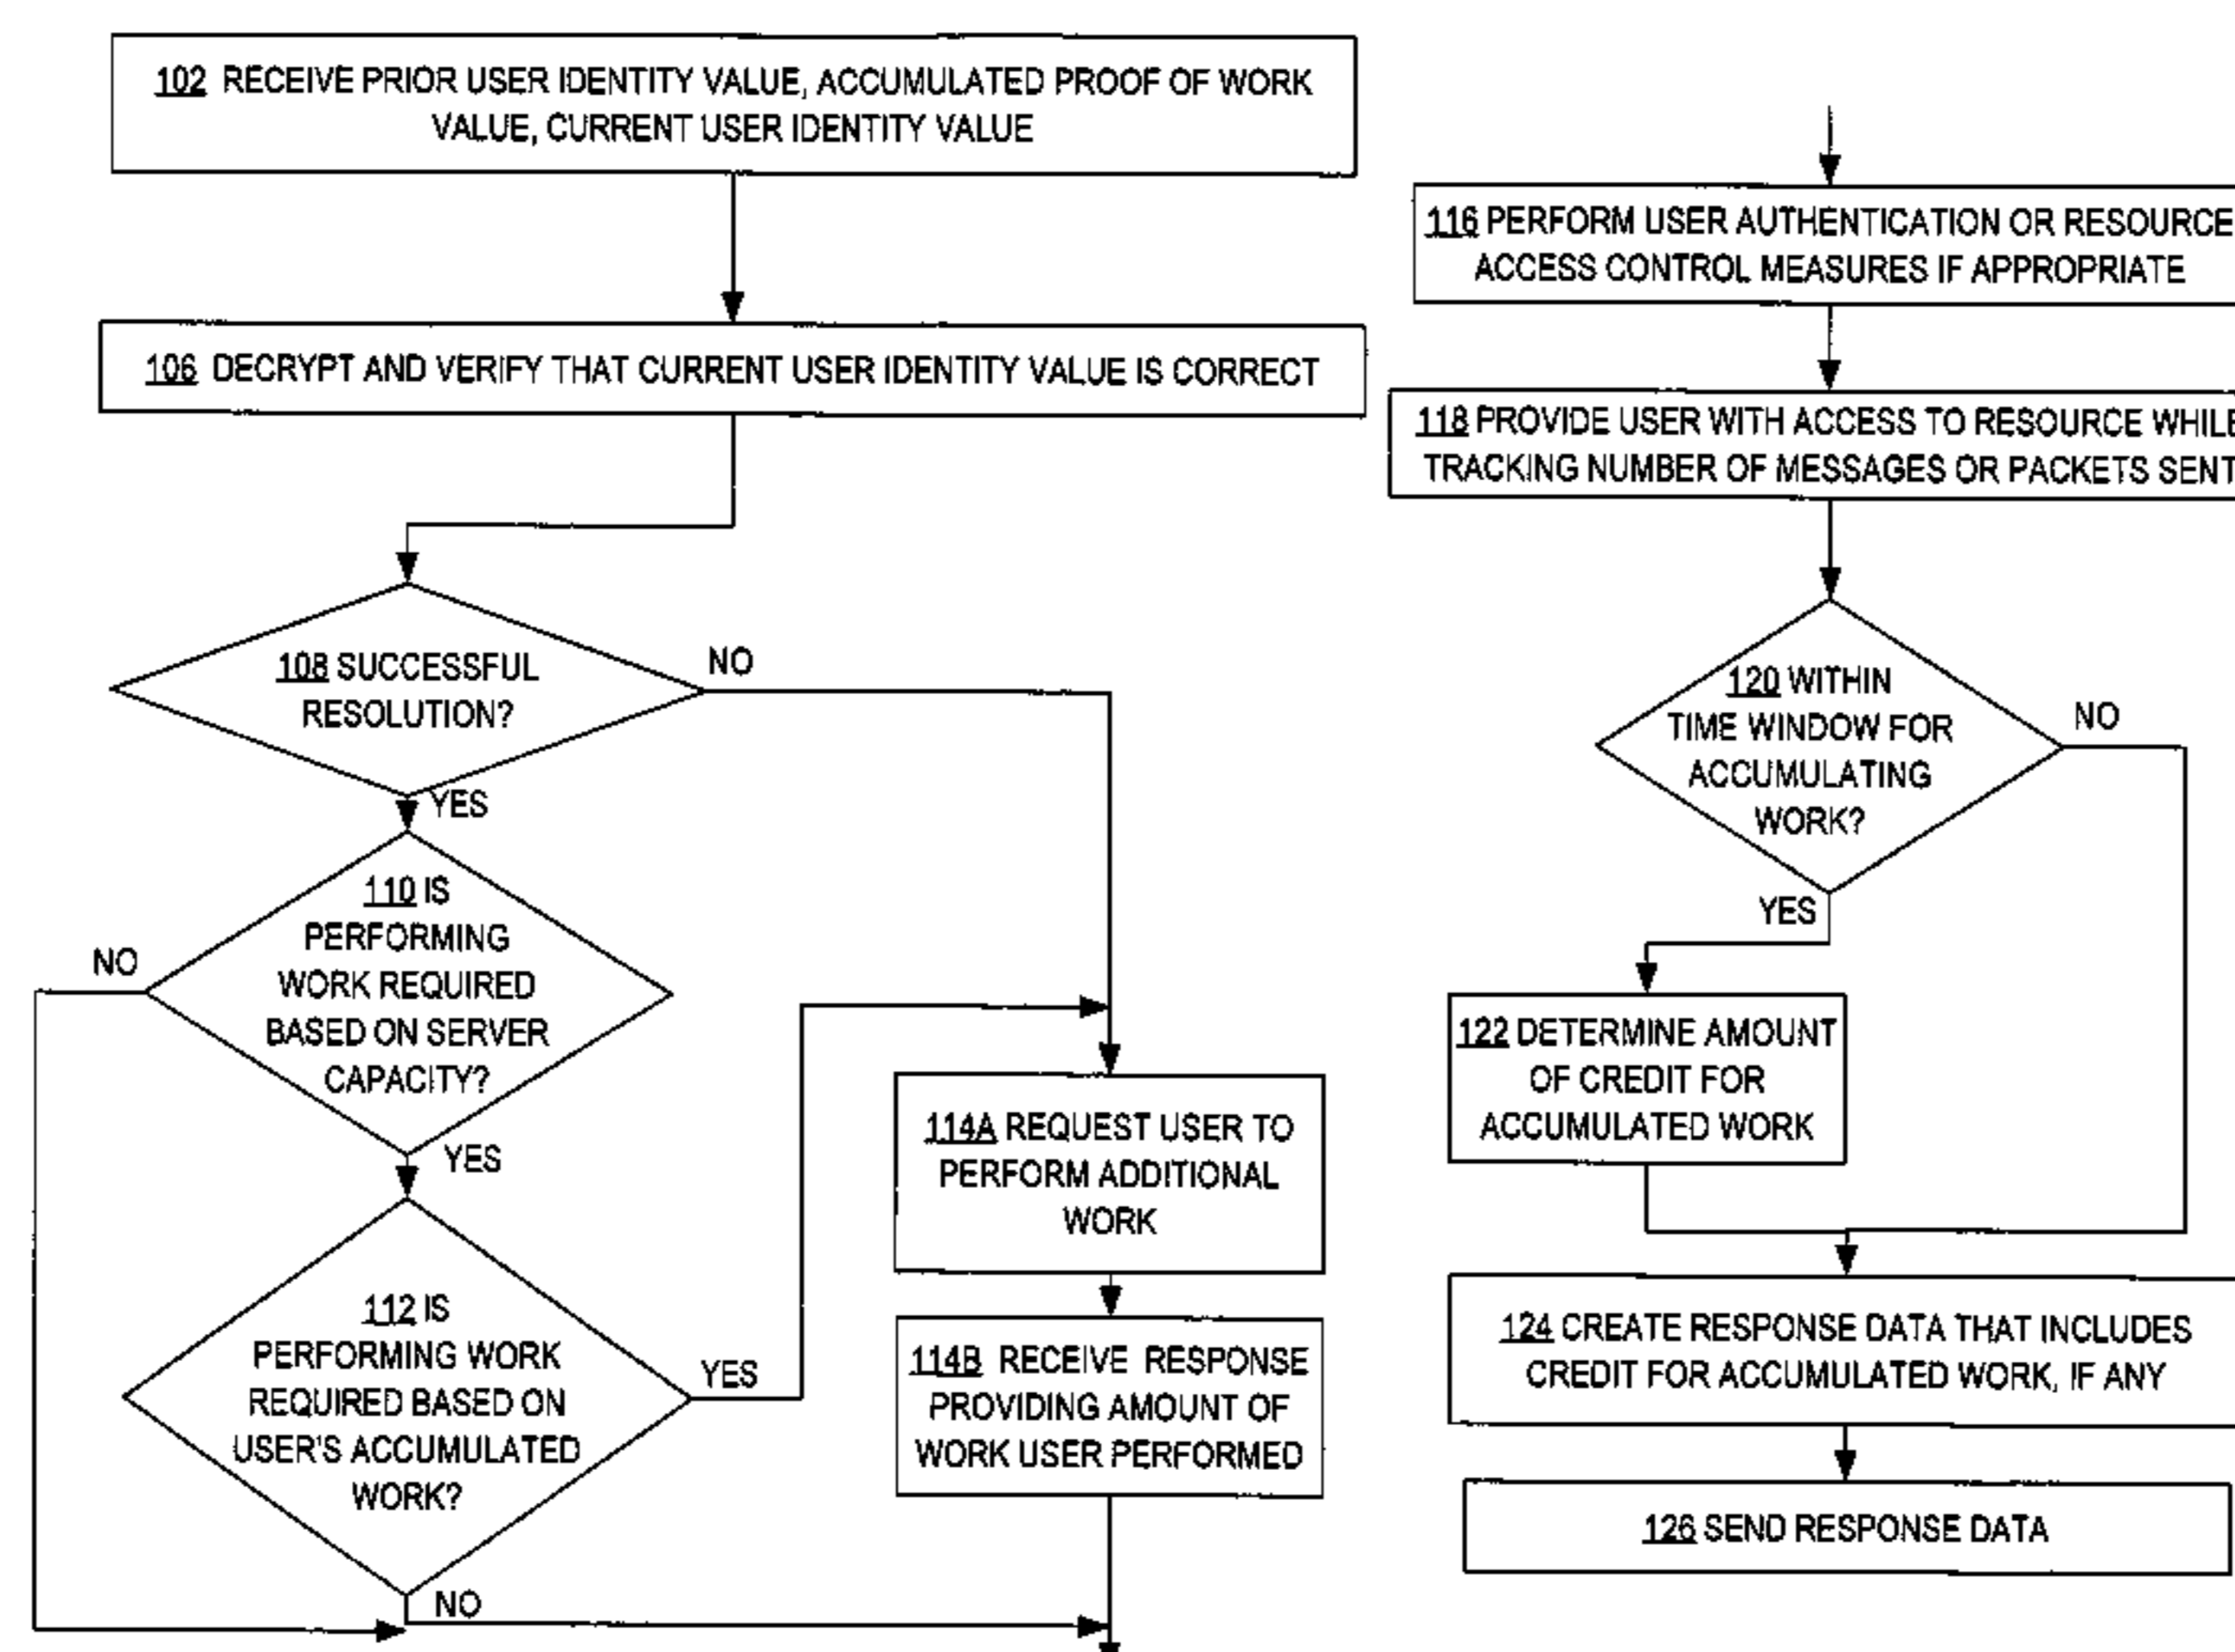 102 RECEIVE PRIOR USER IDENTITY VALUE, ACCUMULATED PROOF OF WORK
VALUE, CURRENT USER IDENTITY VALUE
106 DECRYPT AND VERIFY THAT CURRENT USER IDENTITY VALUE IS CORRECT
108 SUCCESSFUL
RESOLUTION?
NO
YES
110 IS
PERFORMING
WORK REQUIRED
BASED ON SERVER
CAPACITY?
NO
YES
112 IS
PERFORMING WORK
REQUIRED BASED ON
USER'S ACCUMULATED
WORK?
YES
NO
114A REQUEST USER TO
PERFORM ADDITIONAL
WORK
114B RECEIVE RESPONSE
PROVIDING AMOUNT OF
WORK USER PERFORMED
116 PERFORM USER AUTHENTICATION OR RESOURCE
ACCESS CONTROL MEASURES IF APPROPRIATE
118 PROVIDE USER WITH ACCESS TO RESOURCE WHILE
TRACKING NUMBER OF MESSAGES OR PACKETS SENT
120 WITHIN
TIME WINDOW FOR
ACCUMULATING
WORK?
NO
YES
122 DETERMINE AMOUNT
OF CREDIT FOR
ACCUMULATED WORK
124 CREATE RESPONSE DATA THAT INCLUDES
CREDIT FOR ACCUMULATED WORK, IF ANY
126 SEND RESPONSE DATA